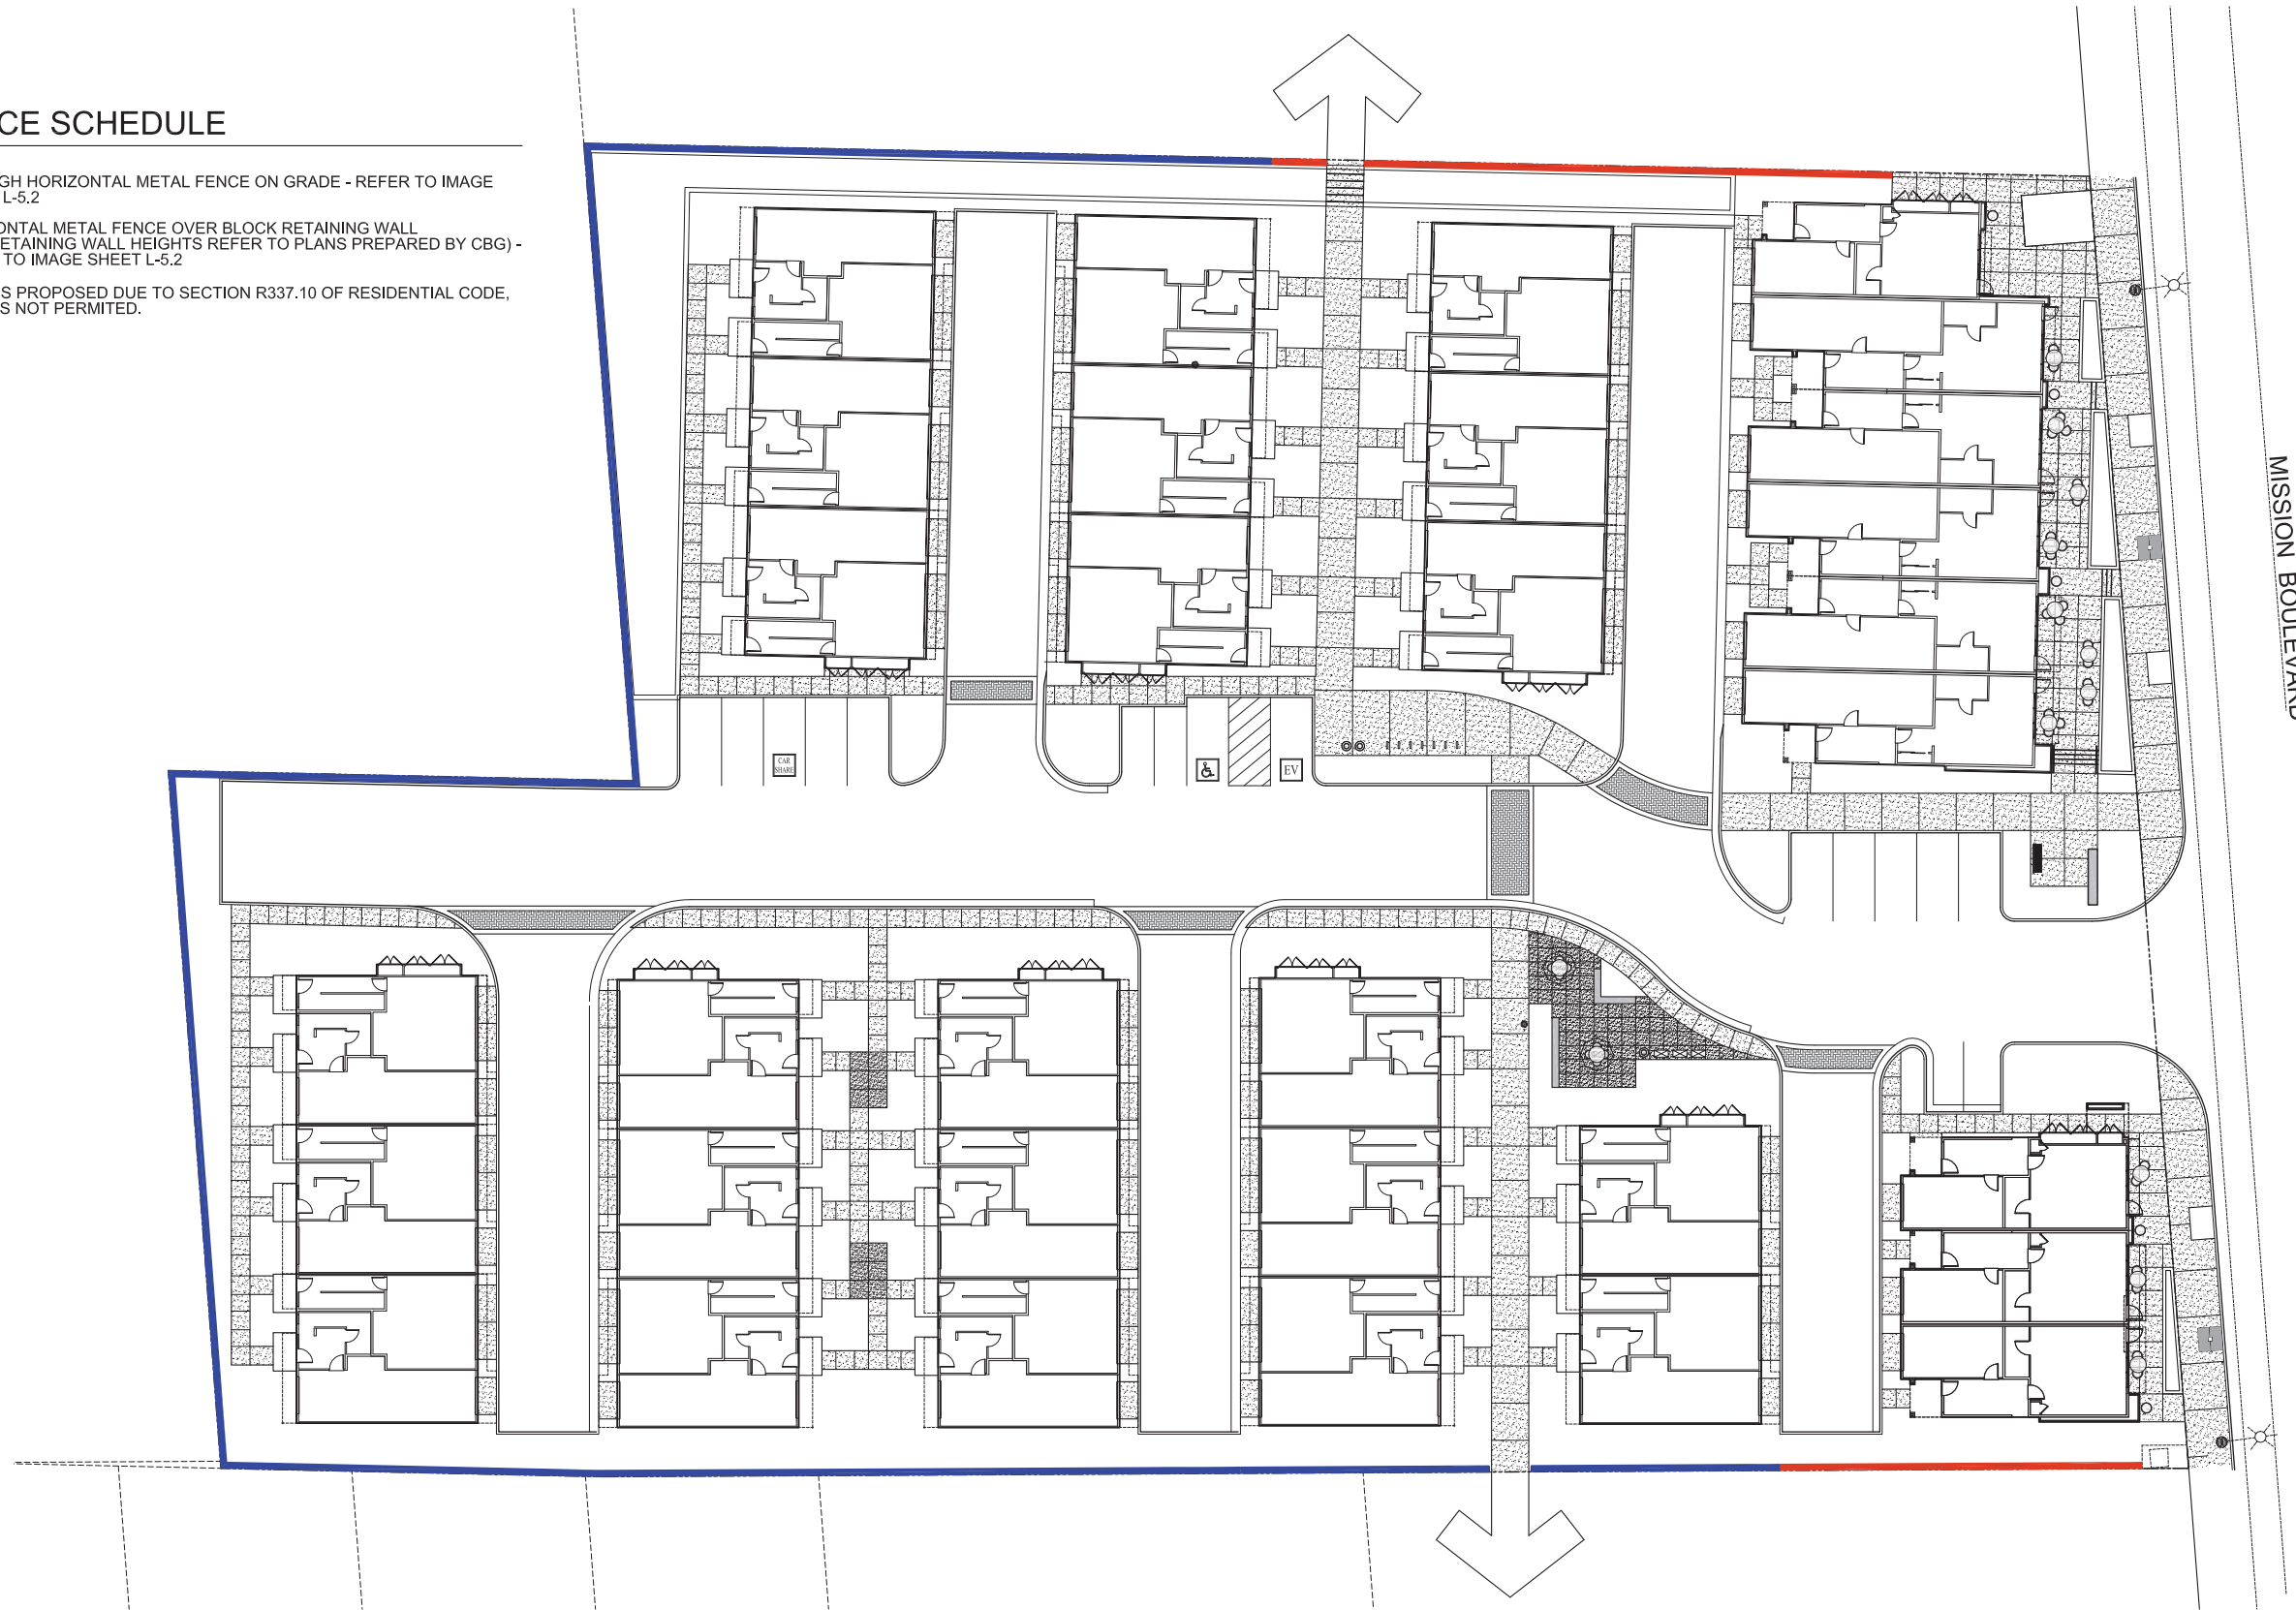 CE SCHEDULE
GH HORIZONTAL METAL FENCE ON GRADE - REFER TO IMAGE
L-5.2
ONTAL METAL FENCE OVER BLOCK RETAINING WALL
ETAINING WALL HEIGHTS REFER TO PLANS PREPARED BY CBG) -
TO IMAGE SHEET L-5.2
S PROPOSED DUE TO SECTION R337.10 OF RESIDENTIAL CODE,
S NOT PERMITED.
MISSION BOULEVARD
CAR
SHARE
EV